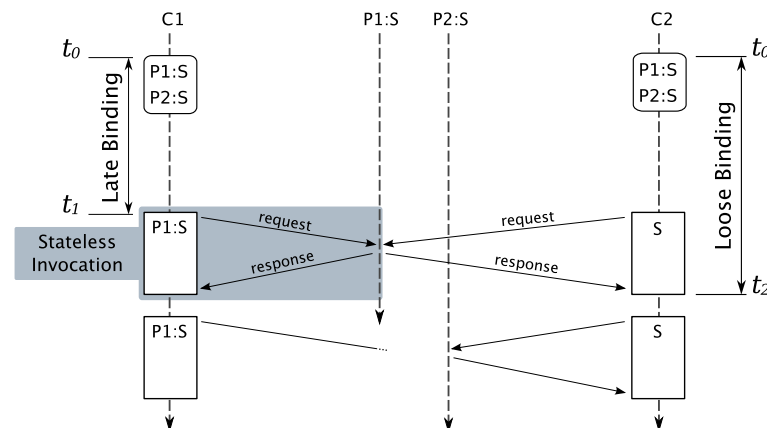 C1 P1:S P2:S C2
t0 t0
P1:S
P2:S
P1:S
P2:S
Late Binding
Loose Binding
t1
P1:S
request
request
S
Stateless
Invocation
response
response
t2
P1:S
...
S